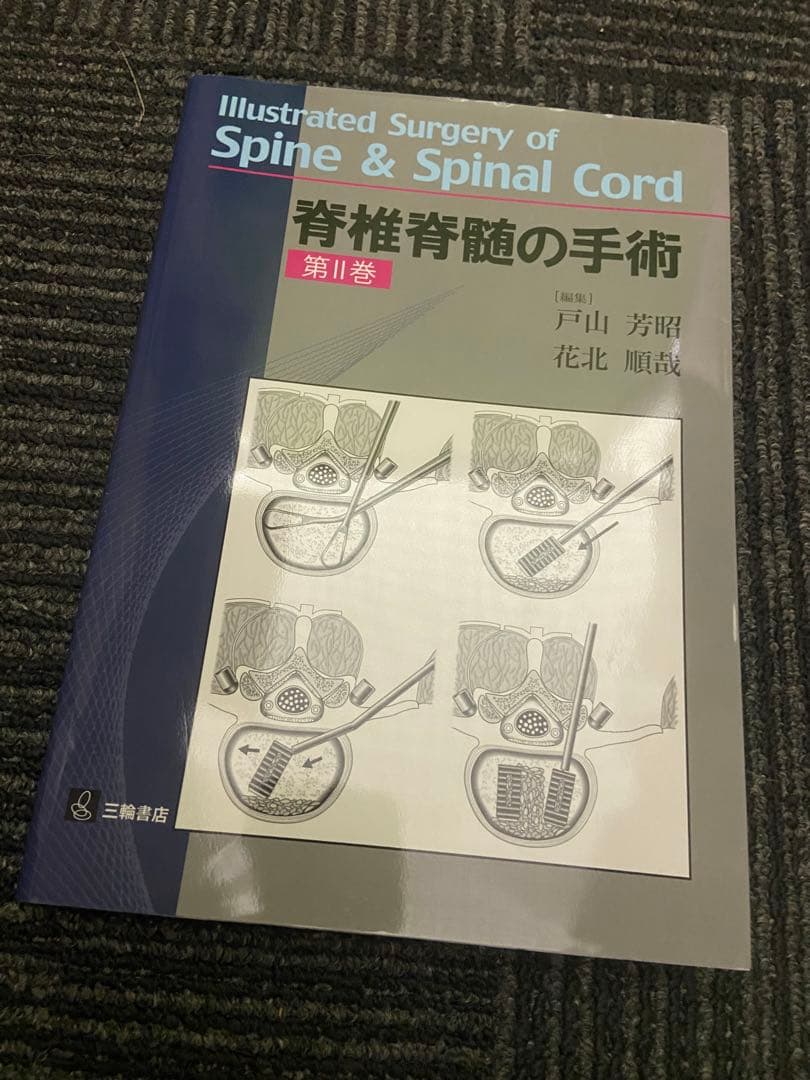 Illustrated Surgery of
Spine & Spinal Cord
脊椎脊髄の手術
第II巻
[編集]
戸山 芳昭
花北 順哉
三輪書店